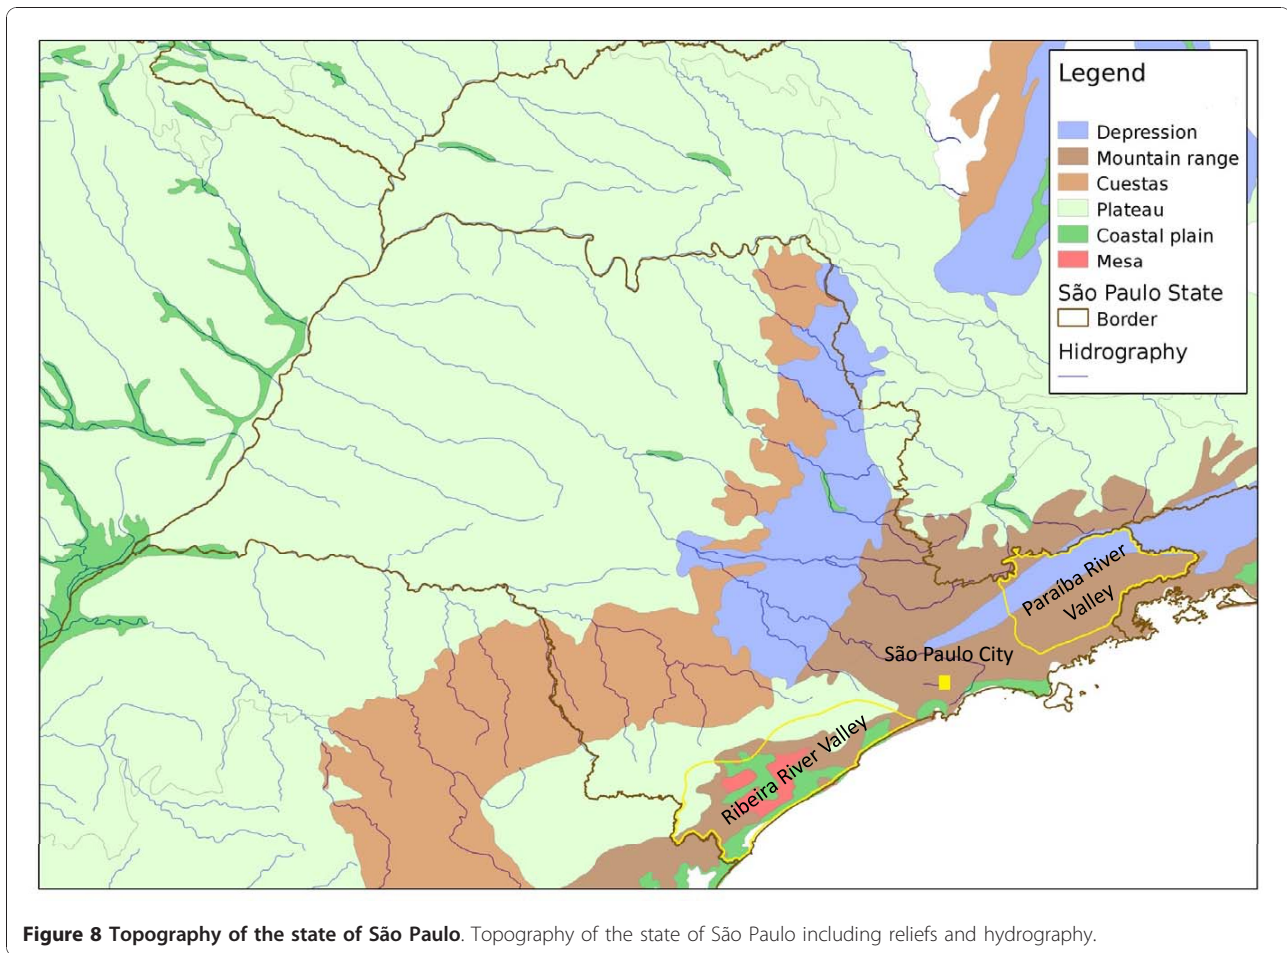 Legend
Depression
Mountain range
Cuestas
Plateau
Coastal plain
Mesa
São Paulo State
Border
Hidrography
Paraíba River
Valley
São Paulo City
Ribeira River Valley
Figure 8 Topography of the state of São Paulo. Topography of the state of São Paulo including reliefs and hydrography.